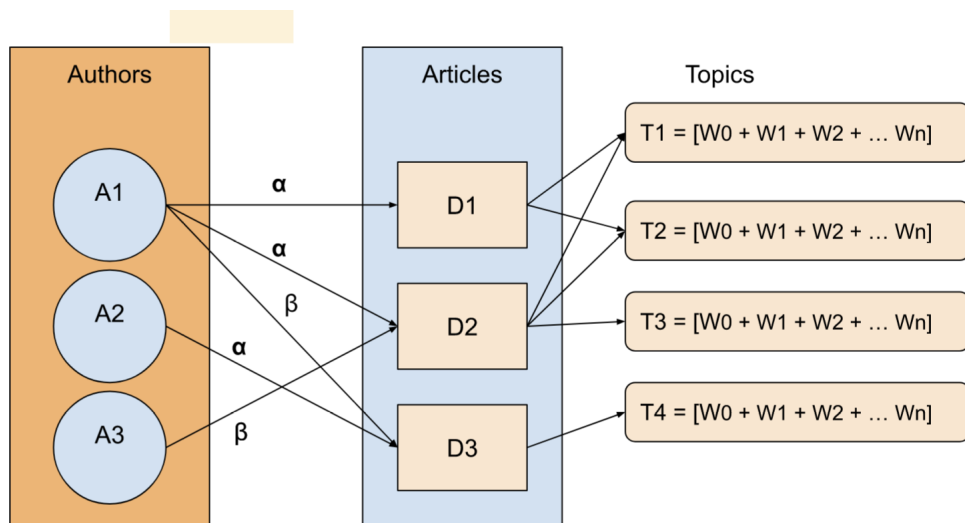 Authors
Articles
Topics
A1
α
D1
T1 = [W0 + W1 + W2 + … Wn]
α
T2 = [W0 + W1 + W2 + … Wn]
β
A2
D2
T3 = [W0 + W1 + W2 + … Wn]
α
A3
β
D3
T4 = [W0 + W1 + W2 + … Wn]